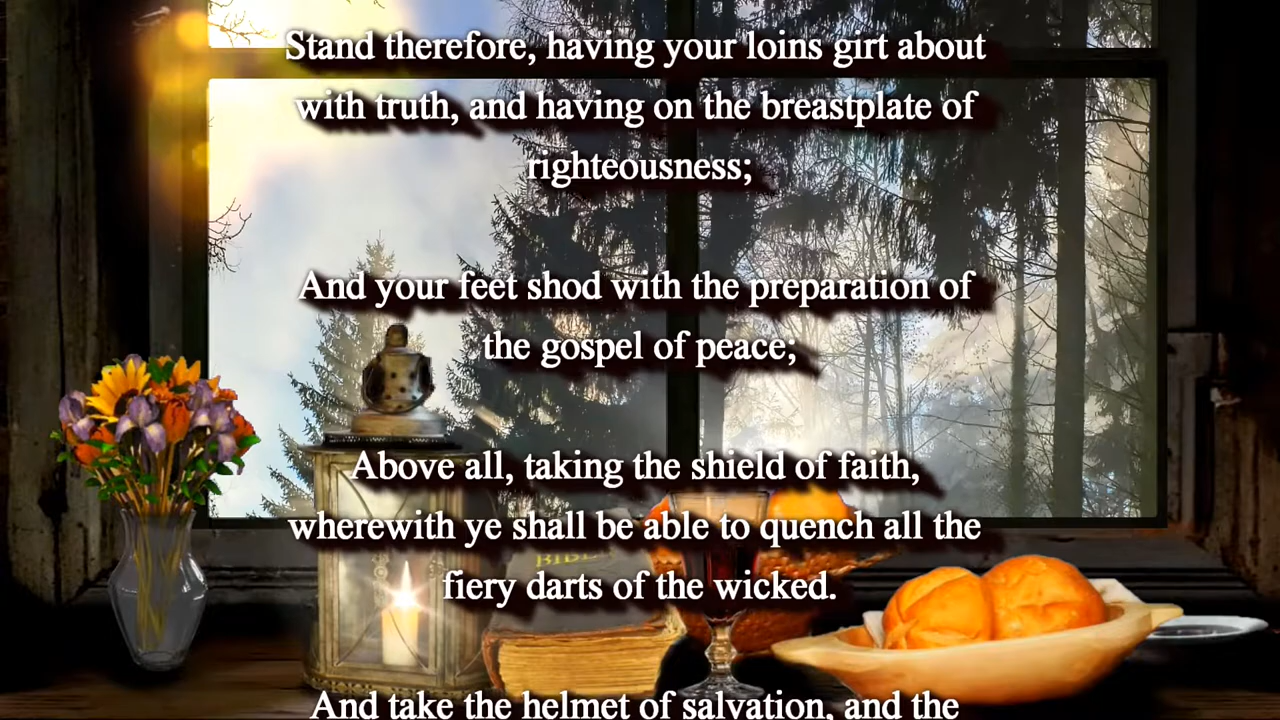 Stand therefore, having your loins girt about
with truth, and having on the breastplate of
righteousness;
And your feet shod with the preparation of
the gospel of peace;
Above all, taking the shield of faith,
wherewith ye shall be able to quench all the
fiery darts of the wicked.
And take the helmet of salvation, and the